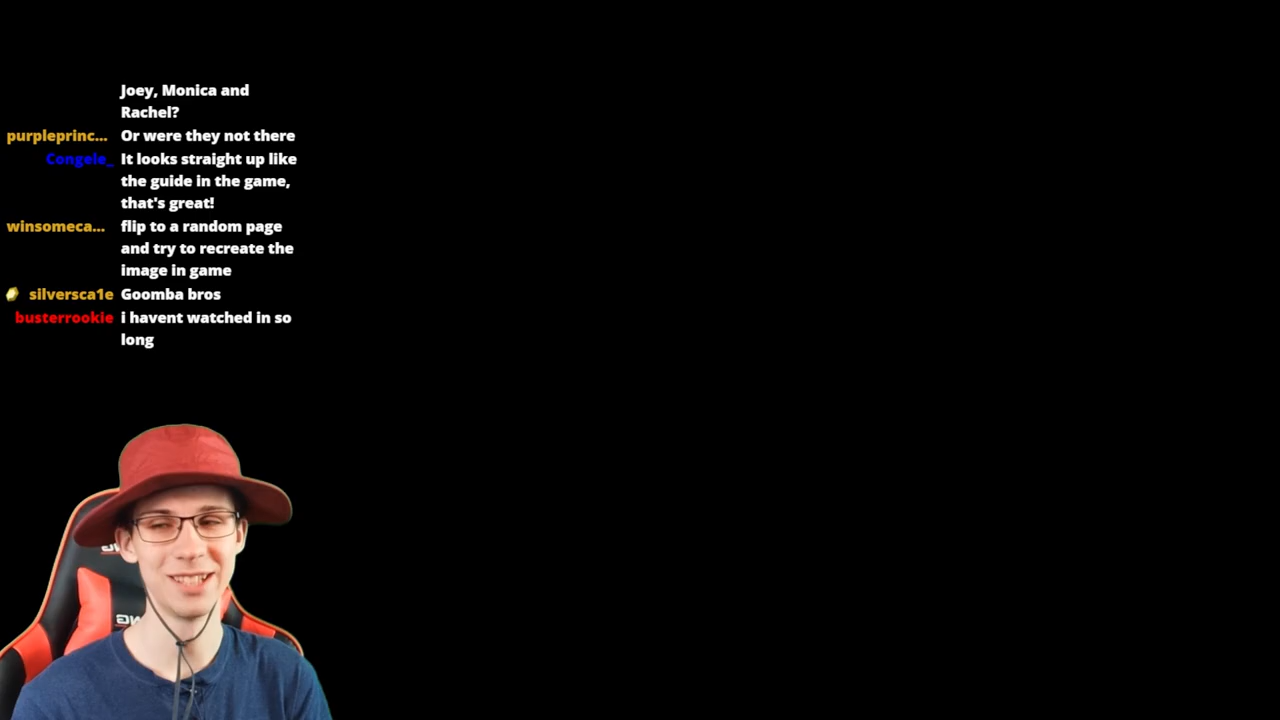 Joey, Monica and
Rachel?
purpleprinc... Or were they not there
Congele_ It looks straight up like
the guide in the game,
that's great!
winsomeca... flip to a random page
and try to recreate the
image in game
silversca1e Goomba bros
busterrookie i havent watched in so
long